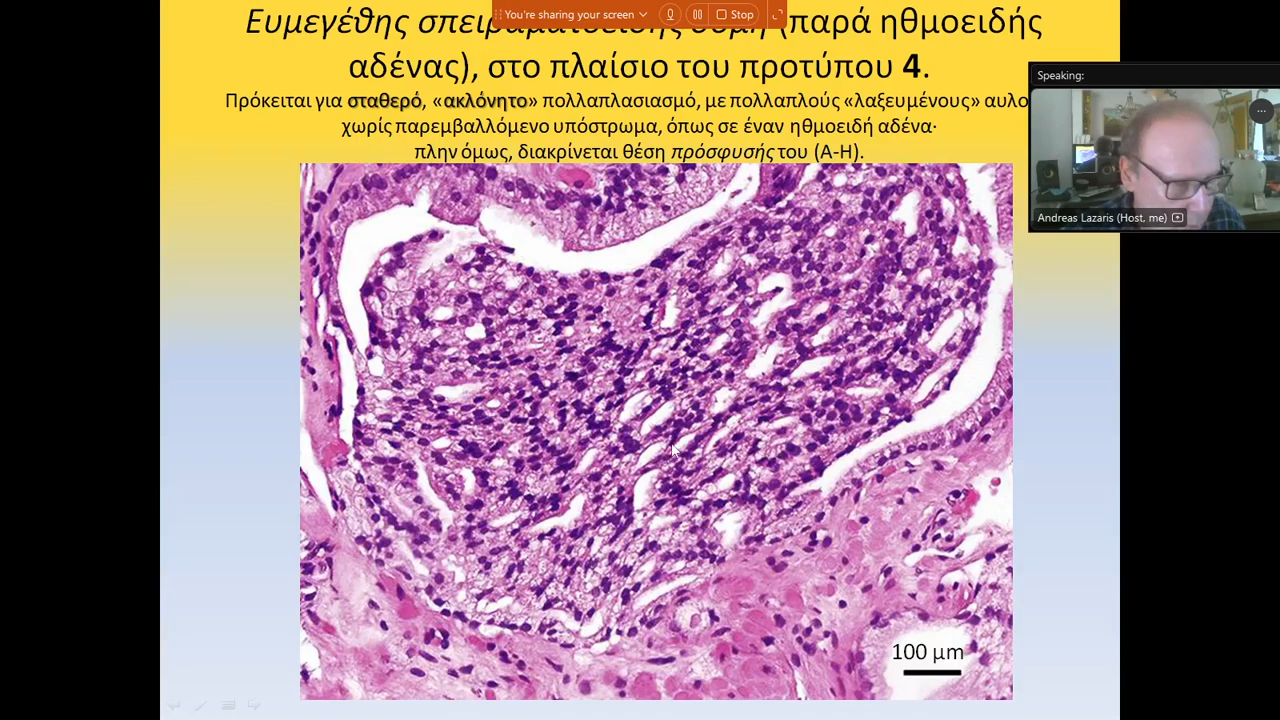 You're sharing your screen
Stop
Ευμεγέθης (παρά ηθμοειδής
αδένας), στο πλαίσιο του προτύπου 4.
Πρόκειται για σταθερό, «ακλόνητο» πολλαπλασιασμό, με πολλαπλούς «λαξευμένους» αυλο
χωρίς παρεμβαλλόμενο υπόστρωμα, όπως σε έναν ηθμοειδή αδένα·
πλην όμως, διακρίνεται θέση πρόσφυσής του (Α-Η).
Speaking:
Andreas Lazaris (Host, me)
100 μm